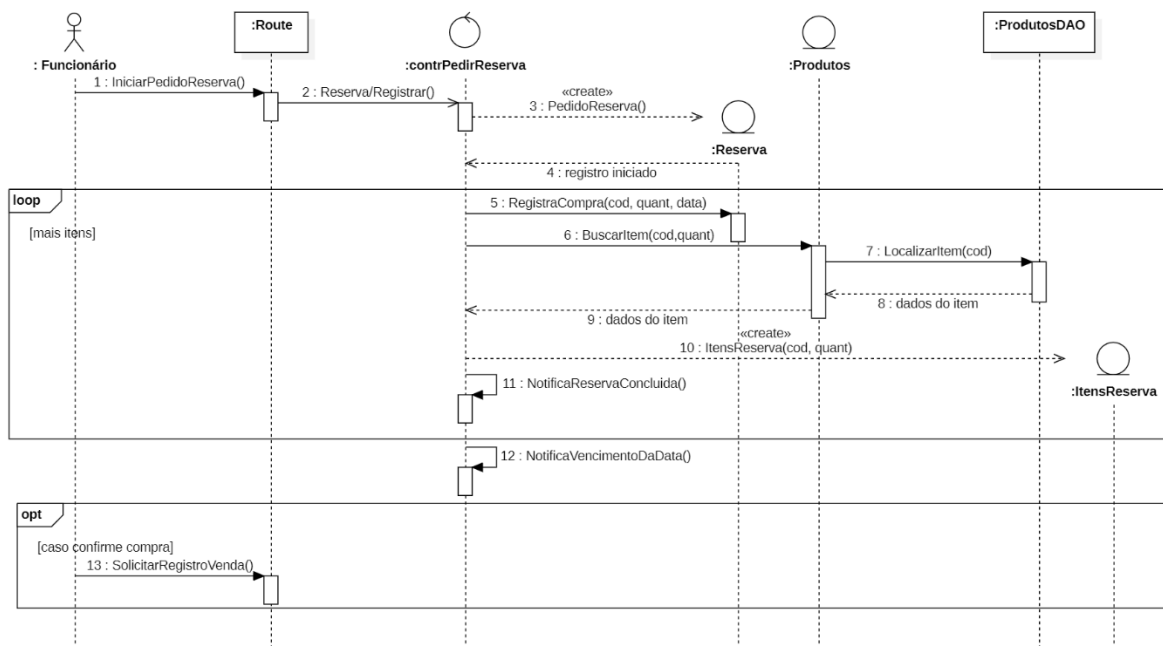 :Route
:ProdutosDAO
: Funcionário
:contrPedirReserva
:Produtos
1 : IniciarPedidoReserva()
2 : Reserva/Registrar()
«create»
3 : PedidoReserva()
:Reserva
4 : registro iniciado
loop
[mais itens]
5 : RegistraCompra(cod, quant, data)
6 : BuscarItem(cod,quant)
7 : LocalizarItem(cod)
8 : dados do item
9 : dados do item
«create»
10 : ItensReserva(cod, quant)
:ItensReserva
11 : NotificaReservaConcluida()
12 : NotificaVencimentoDaData()
opt
[caso confirme compra]
13 : SolicitarRegistroVenda()